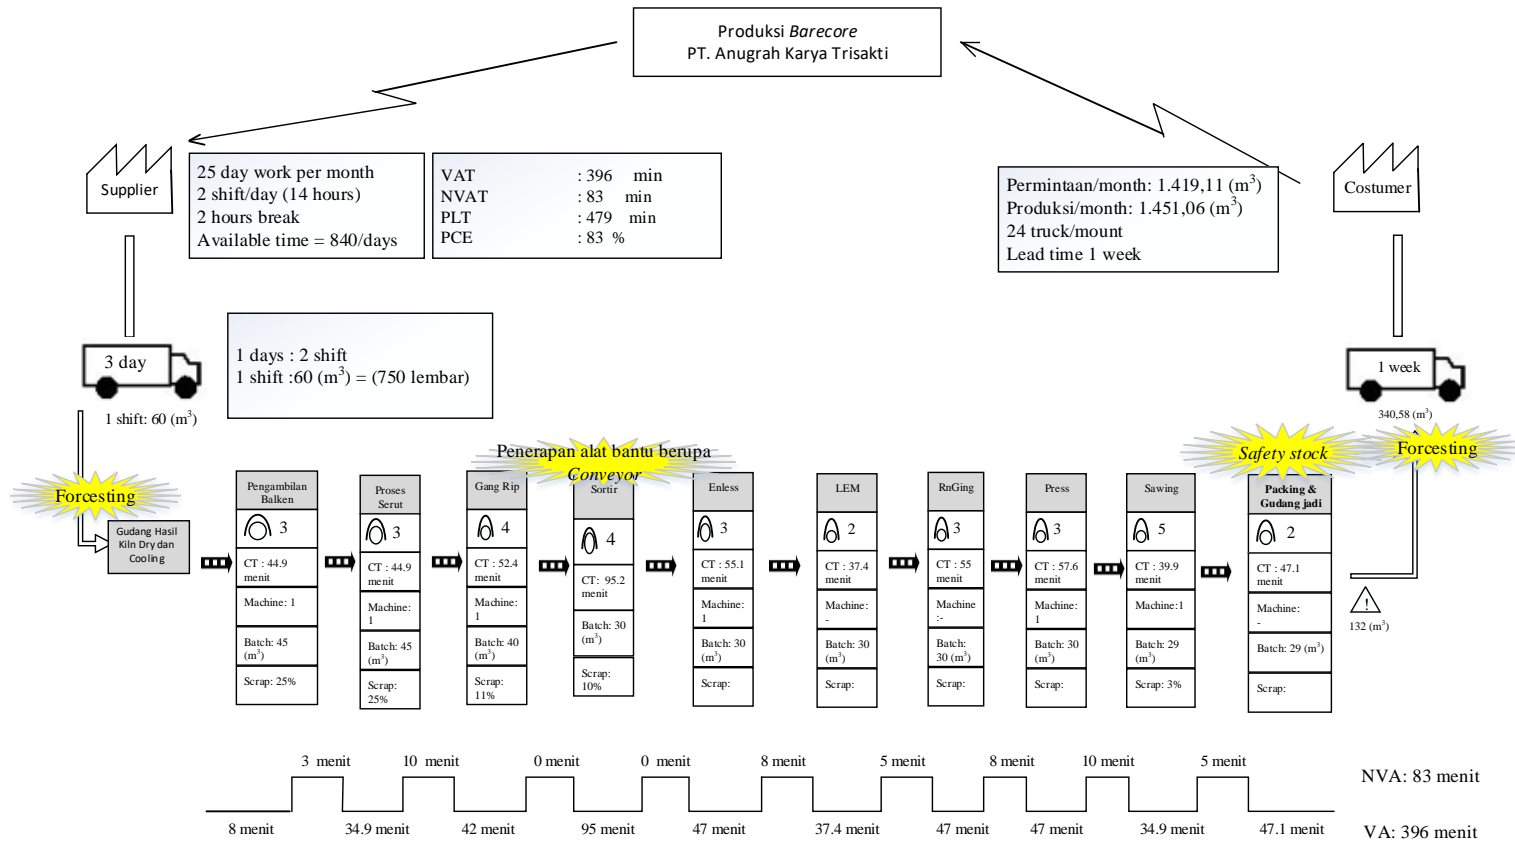 Produksi Barecore
PT. Anugrah Karya Trisakti
Supplier
25 day work per month
2 shift/day (14 hours)
2 hours break
Available time = 840/days
VAT : 396 min
NVAT : 83 min
PLT : 479 min
PCE : 83 %
Permintaan/month: 1.419,11 (m³)
Produksi/month: 1.451,06 (m³)
24 truck/mount
Lead time 1 week
Costumer
3 day
1 shift: 60 (m³)
1 days : 2 shift
1 shift :60 (m³) = (750 lembar)
1 week
340,58 (m³)
Forcesting
Penerapan alat bantu berupa
Conveyor
Safety stock
Forecasting
Gudang Hasil
Kiln Dry dan
Cooling
Pengambilan
Balken
3
CT : 44.9
menit
Machine: 1
Batch: 45
(m³)
Scrap: 25%
Proses
Serut
3
CT : 44.9
menit
Machine:
1
Batch: 45
(m³)
Scrap:
25%
Gang Rip
4
CT : 52.4
menit
Machine:
1
Batch: 40
(m³)
Scrap:
11%
Sortir
4
CT: 95.2
menit
Batch: 30
(m³)
Scrap:
10%
Enless
3
CT : 55.1
menit
Machine:
1
Batch: 30
(m³)
Scrap:
LEM
2
CT : 37.4
menit
Machine:
-
Batch: 30
(m³)
Scrap:
RnGing
3
CT : 55
menit
Machine
:-
Batch:
30 (m³)
Scrap:
Press
3
CT : 57.6
menit
Machine:
1
Batch: 30
(m³)
Scrap:
Sawing
5
CT : 39.9
menit
Machine:1
Batch: 29
(m³)
Scrap: 3%
Packing &
Gudang jadi
2
CT : 47.1
menit
Machine:
-
Batch: 29 (m³)
Scrap:
!
132 (m³)
3 menit 10 menit 0 menit 0 menit 8 menit 5 menit 8 menit 10 menit 5 menit
NVA: 83 menit
8 menit 34.9 menit 42 menit 95 menit 47 menit 37.4 menit 47 menit 47 menit 34.9 menit 47.1 menit
VA: 396 menit